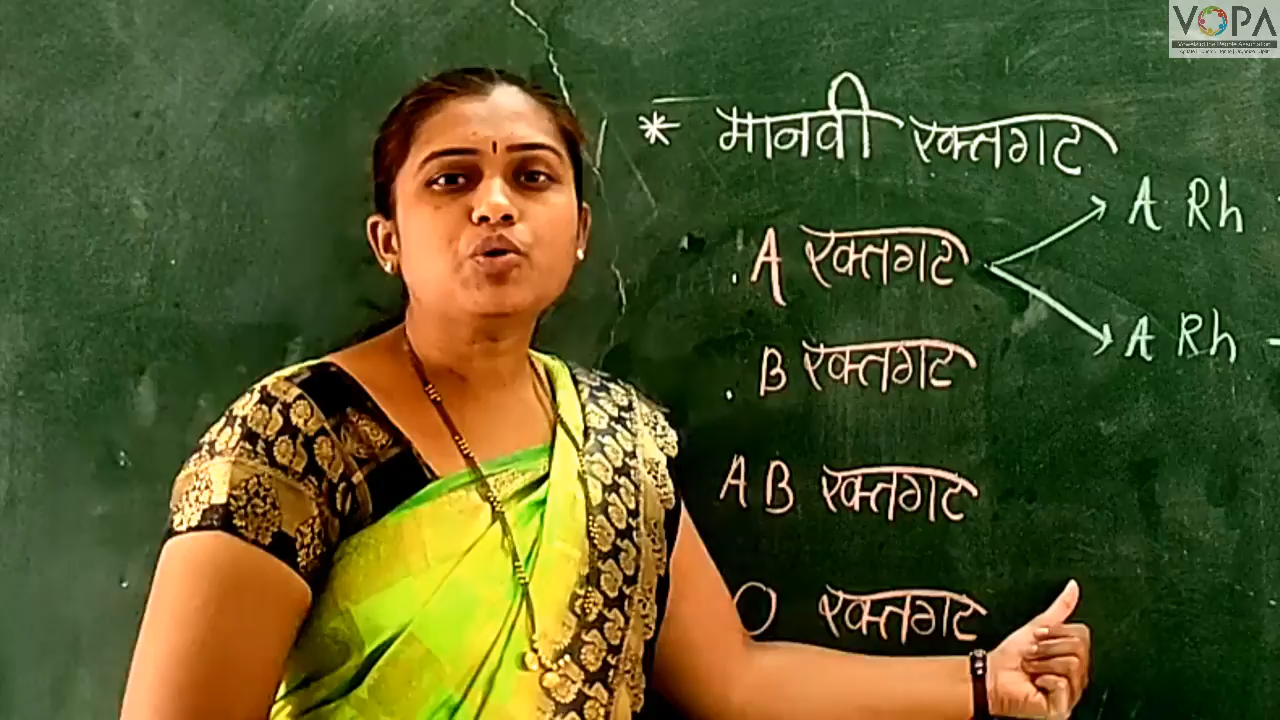 VOPA
* मानवी रक्तगट
A रक्तगट
A Rh
A Rh -
B रक्तगट
AB रक्तगट
O रक्तगट